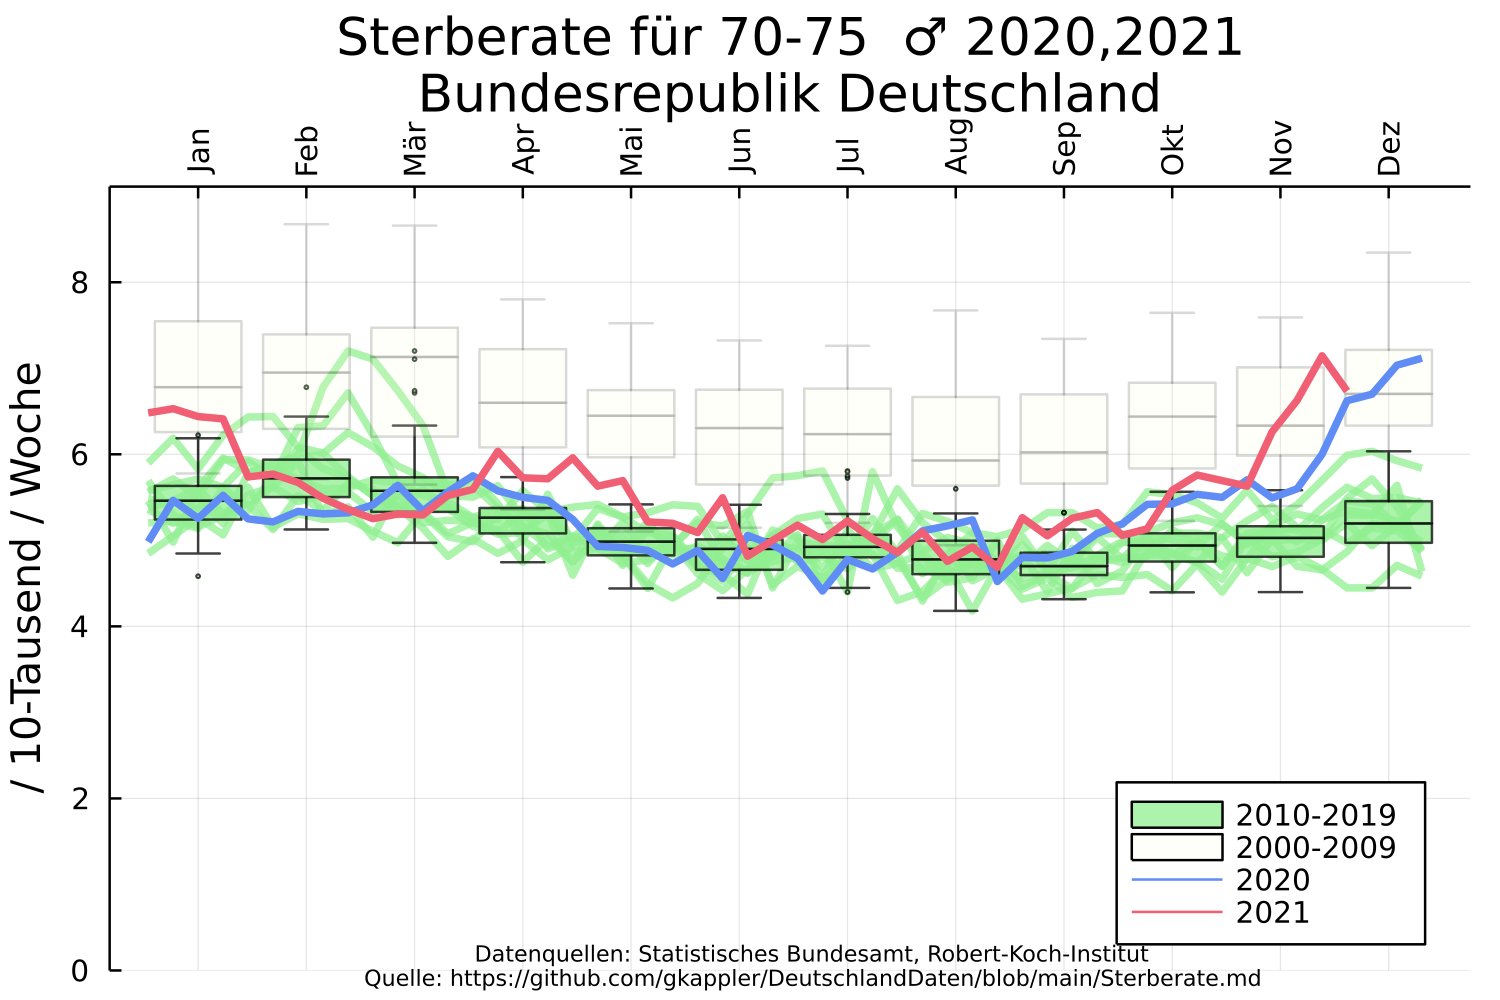 Sterberate für 70-75 ♂ 2020,2021
Bundesrepublik Deutschland
Jan Feb Mär Apr Mai Jun Jul Aug Sep Okt Nov Dez
/ 10-Tausend / Woche
8
6
4
2
0
2010-2019
2000-2009
2020
2021
Datenquellen: Statistisches Bundesamt, Robert-Koch-Institut
Quelle: https://github.com/gkappler/DeutschlandDaten/blob/main/Sterberate.md